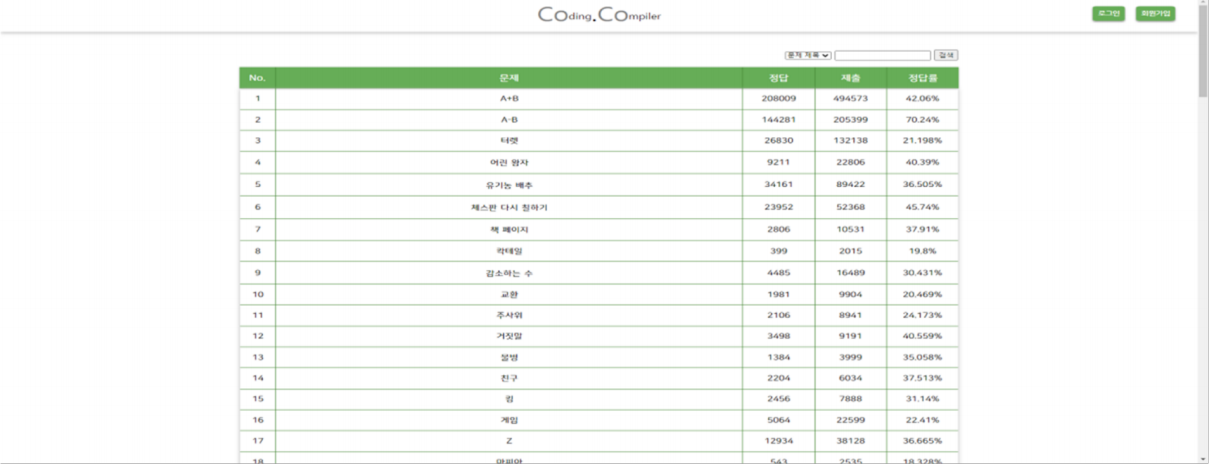 Coding.Compiler
로그인 회원가입
문제 제목 검색
No. 문제 정답 제출 정답률
1 A+B 208009 494573 42.06%
2 A-B 144281 205399 70.24%
3 터렛 26830 132138 21.198%
4 어린 왕자 9211 22806 40.39%
5 유기농 배추 34161 89422 36.505%
6 체스판 다시 칠하기 23952 52368 45.74%
7 책 페이지 2806 10531 37.91%
8 칵테일 399 2015 19.8%
9 감소하는 수 4485 16489 30.431%
10 교환 1981 9904 20.469%
11 주사위 2106 8941 24.173%
12 거짓말 3498 9191 40.559%
13 물병 1384 3999 35.058%
14 친구 2204 6034 37.513%
15 컴 2456 7888 31.14%
16 게임 5064 22599 22.41%
17 Z 12934 38128 36.665%
18 543 2535 18.328%